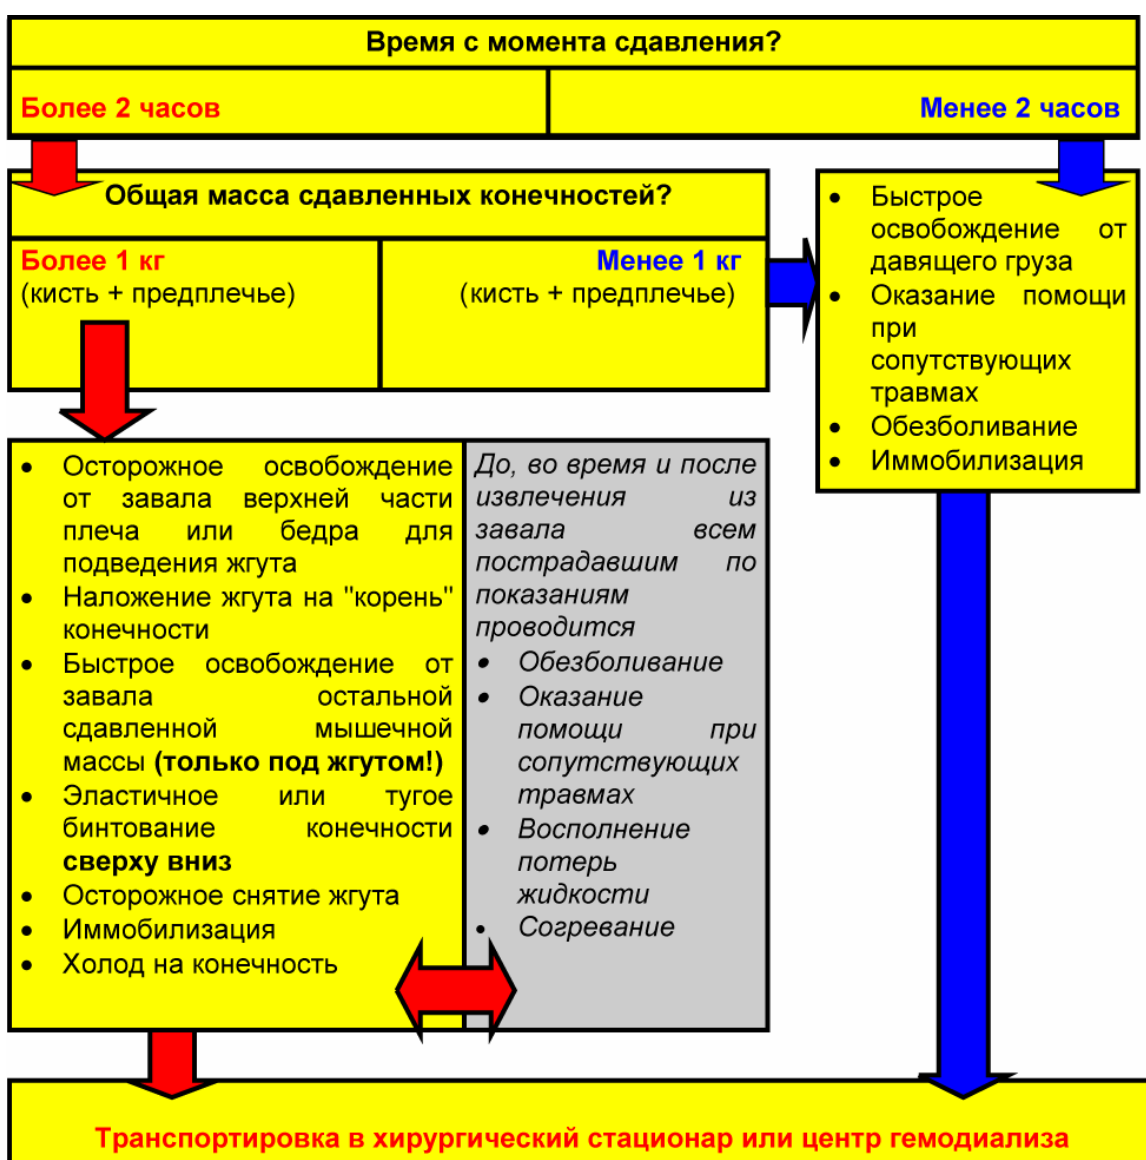 Время с момента сдавления?
Более 2 часов
Менее 2 часов
Общая масса сдавленных конечностей?
Более 1 кг
(кисть + предплечье)
Менее 1 кг
(кисть + предплечье)
• Быстрое
освобождение от
давящего груза
• Оказание помощи
при
сопутствующих
травмах
• Обезболивание
• Иммобилизация
• Осторожное освобождение
от завала верхней части
плеча или бедра для
подведения жгута
• Наложение жгута на "корень"
конечности
• Быстрое освобождение от
завала остальной
сдавленной мышечной
массы (только под жгутом!)
• Эластичное или тугое
бинтование конечности
сверху вниз
• Осторожное снятие жгута
• Иммобилизация
• Холод на конечность
До, во время и после
извлечения из
завала всем
пострадавшим по
показаниям
проводится
• Обезболивание
• Оказание
помощи при
сопутствующих
травмах
• Восполнение
потерь
жидкости
• Согревание
Транспортировка в хирургический стационар или центр гемодиализа